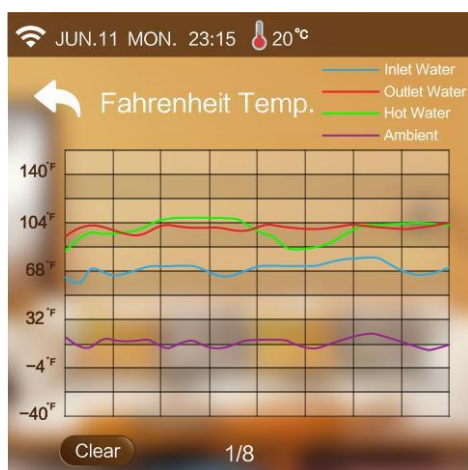 JUN.11 MON. 23:15 20°C
Inlet Water
Outlet Water
Fahrenheit Temp.
Hot Water
Ambient
140°F
104°F
68°F
32°F
-4°F
-40°F
Clear
1/8